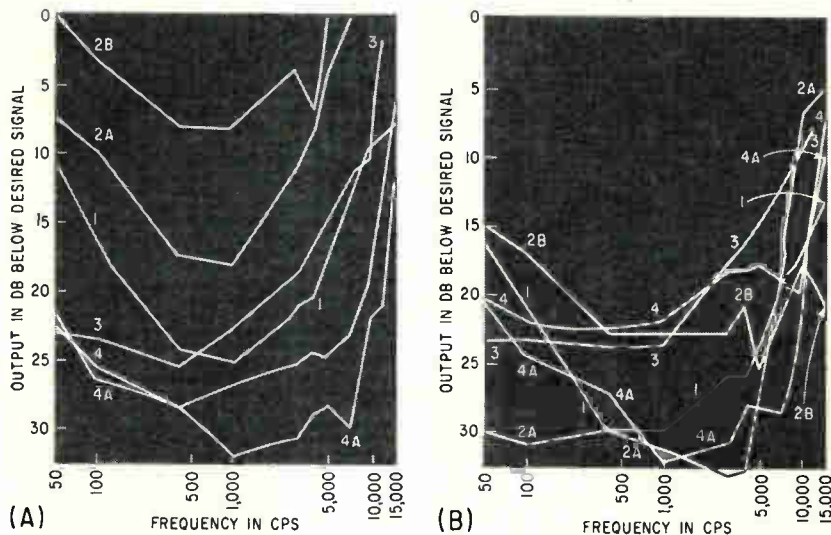 0
5
10
15
20
25
30
OUTPUT IN DB BELOW DESIRED SIGNAL
2B
2A
1
3
4
4A
3
1
4A
50
100
500
1,000
5,000
10,000
15,000
(A)
FREQUENCY IN CPS
0
5
10
15
20
25
30
OUTPUT IN DB BELOW DESIRED SIGNAL
2A
4
3
4A
1
2B
1
4
3
4
2B
3
3
4A
1
4A
1
2A
2A
4A
2B
50
100
500
1,000
5,000
10,000
15,000
(B)
FREQUENCY IN CPS